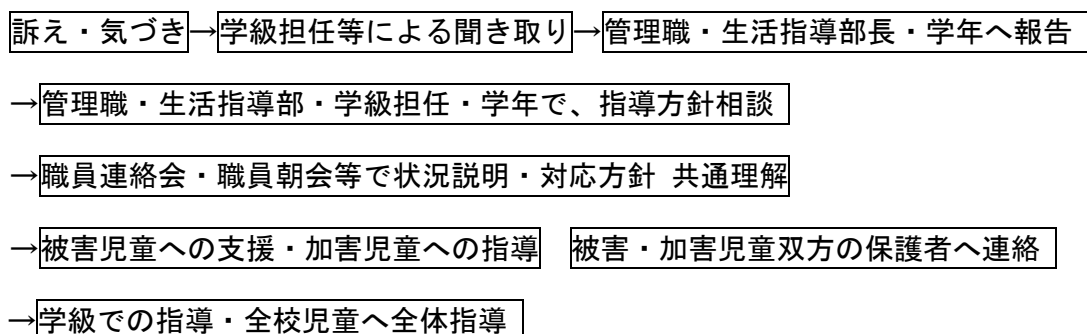 訴え・気づき→学級担任等による聞き取り→管理職・生活指導部長・学年へ報告
→管理職・生活指導部・学級担任・学年で、指導方針相談
→職員連絡会・職員朝会等で状況説明・対応方針 共通理解
→被害児童への支援・加害児童への指導 被害・加害児童双方の保護者へ連絡
→学級での指導・全校児童へ全体指導